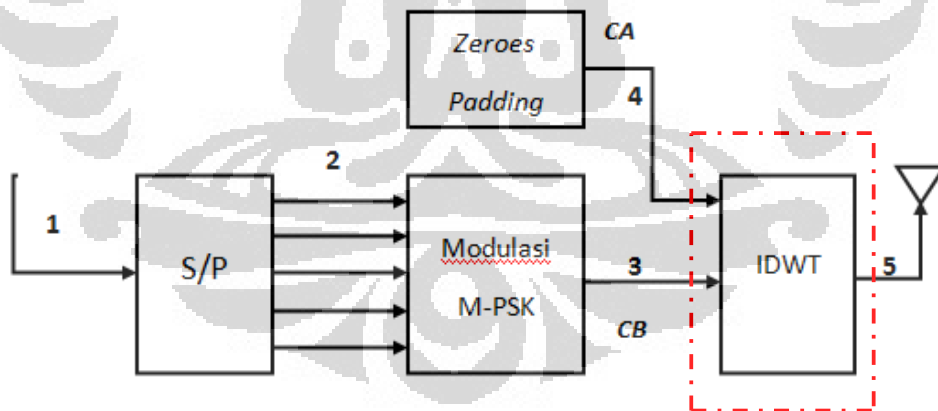 Zeroes
Padding
CA
4
2
1
S/P
Modulasi
M-PSK
3
CB
IDWT
5